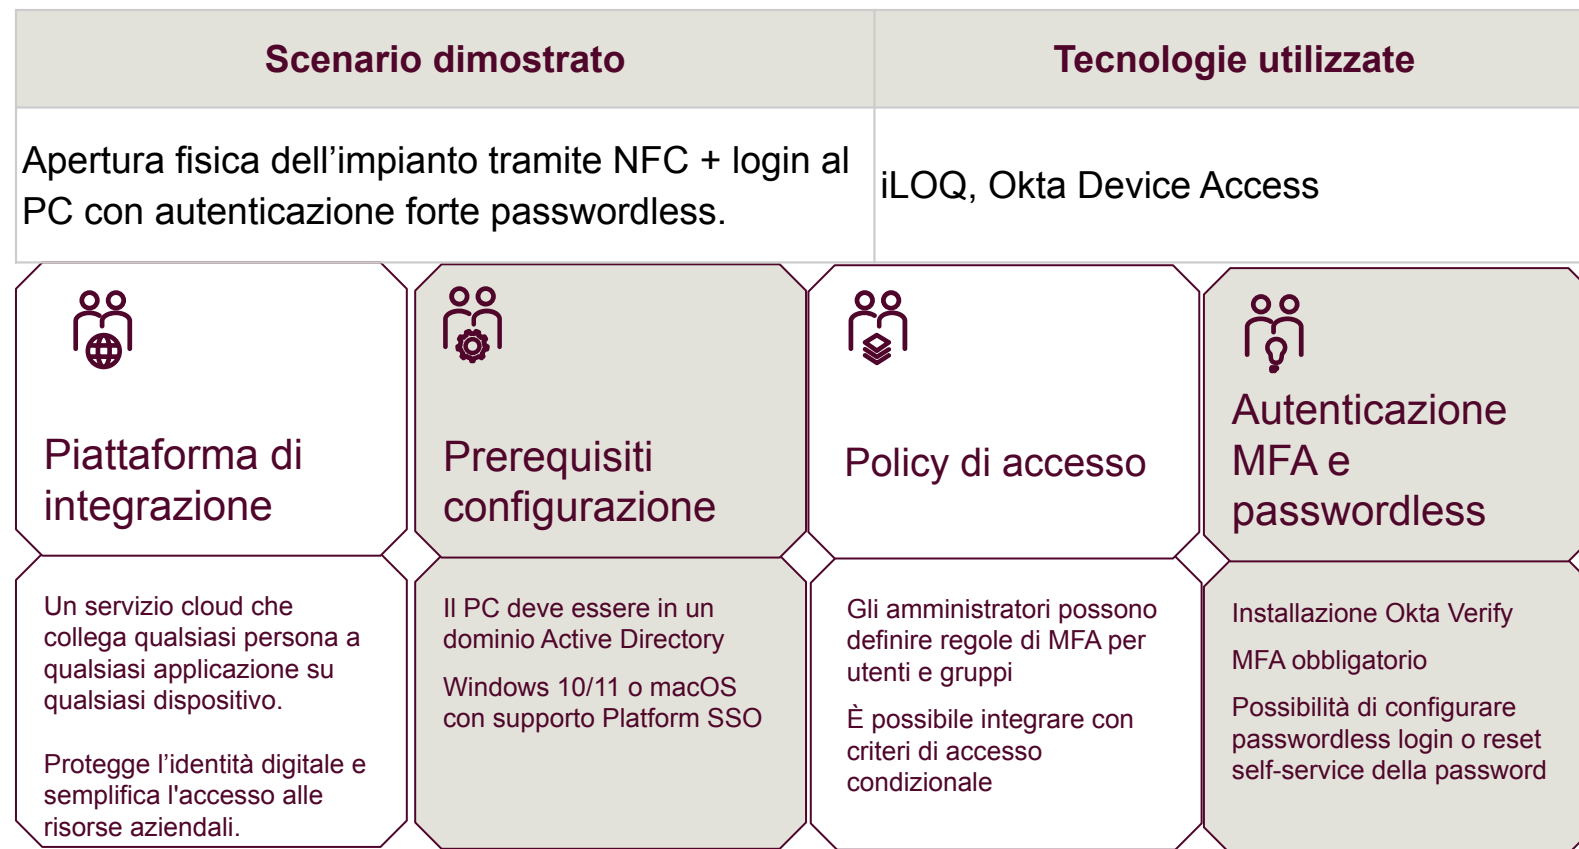 Scenario dimostrato
Tecnologie utilizzate
Apertura fisica dell’impianto tramite NFC + login al
PC con autenticazione forte passwordless.
iLOQ, Okta Device Access
Piattaforma di
integrazione
Un servizio cloud che
collega qualsiasi persona a
qualsiasi applicazione su
qualsiasi dispositivo.
Protegge l’identità digitale e
semplifica l'accesso alle
risorse aziendali.
Prerequisiti
configurazione
Il PC deve essere in un
dominio Active Directory
Windows 10/11 o macOS
con supporto Platform SSO
Policy di accesso
Gli amministratori possono
definire regole di MFA per
utenti e gruppi
È possibile integrare con
criteri di accesso
condizionale
Autenticazione
MFA e
passwordless
Installazione Okta Verify
MFA obbligatorio
Possibilità di configurare
passwordless login o reset
self-service della password